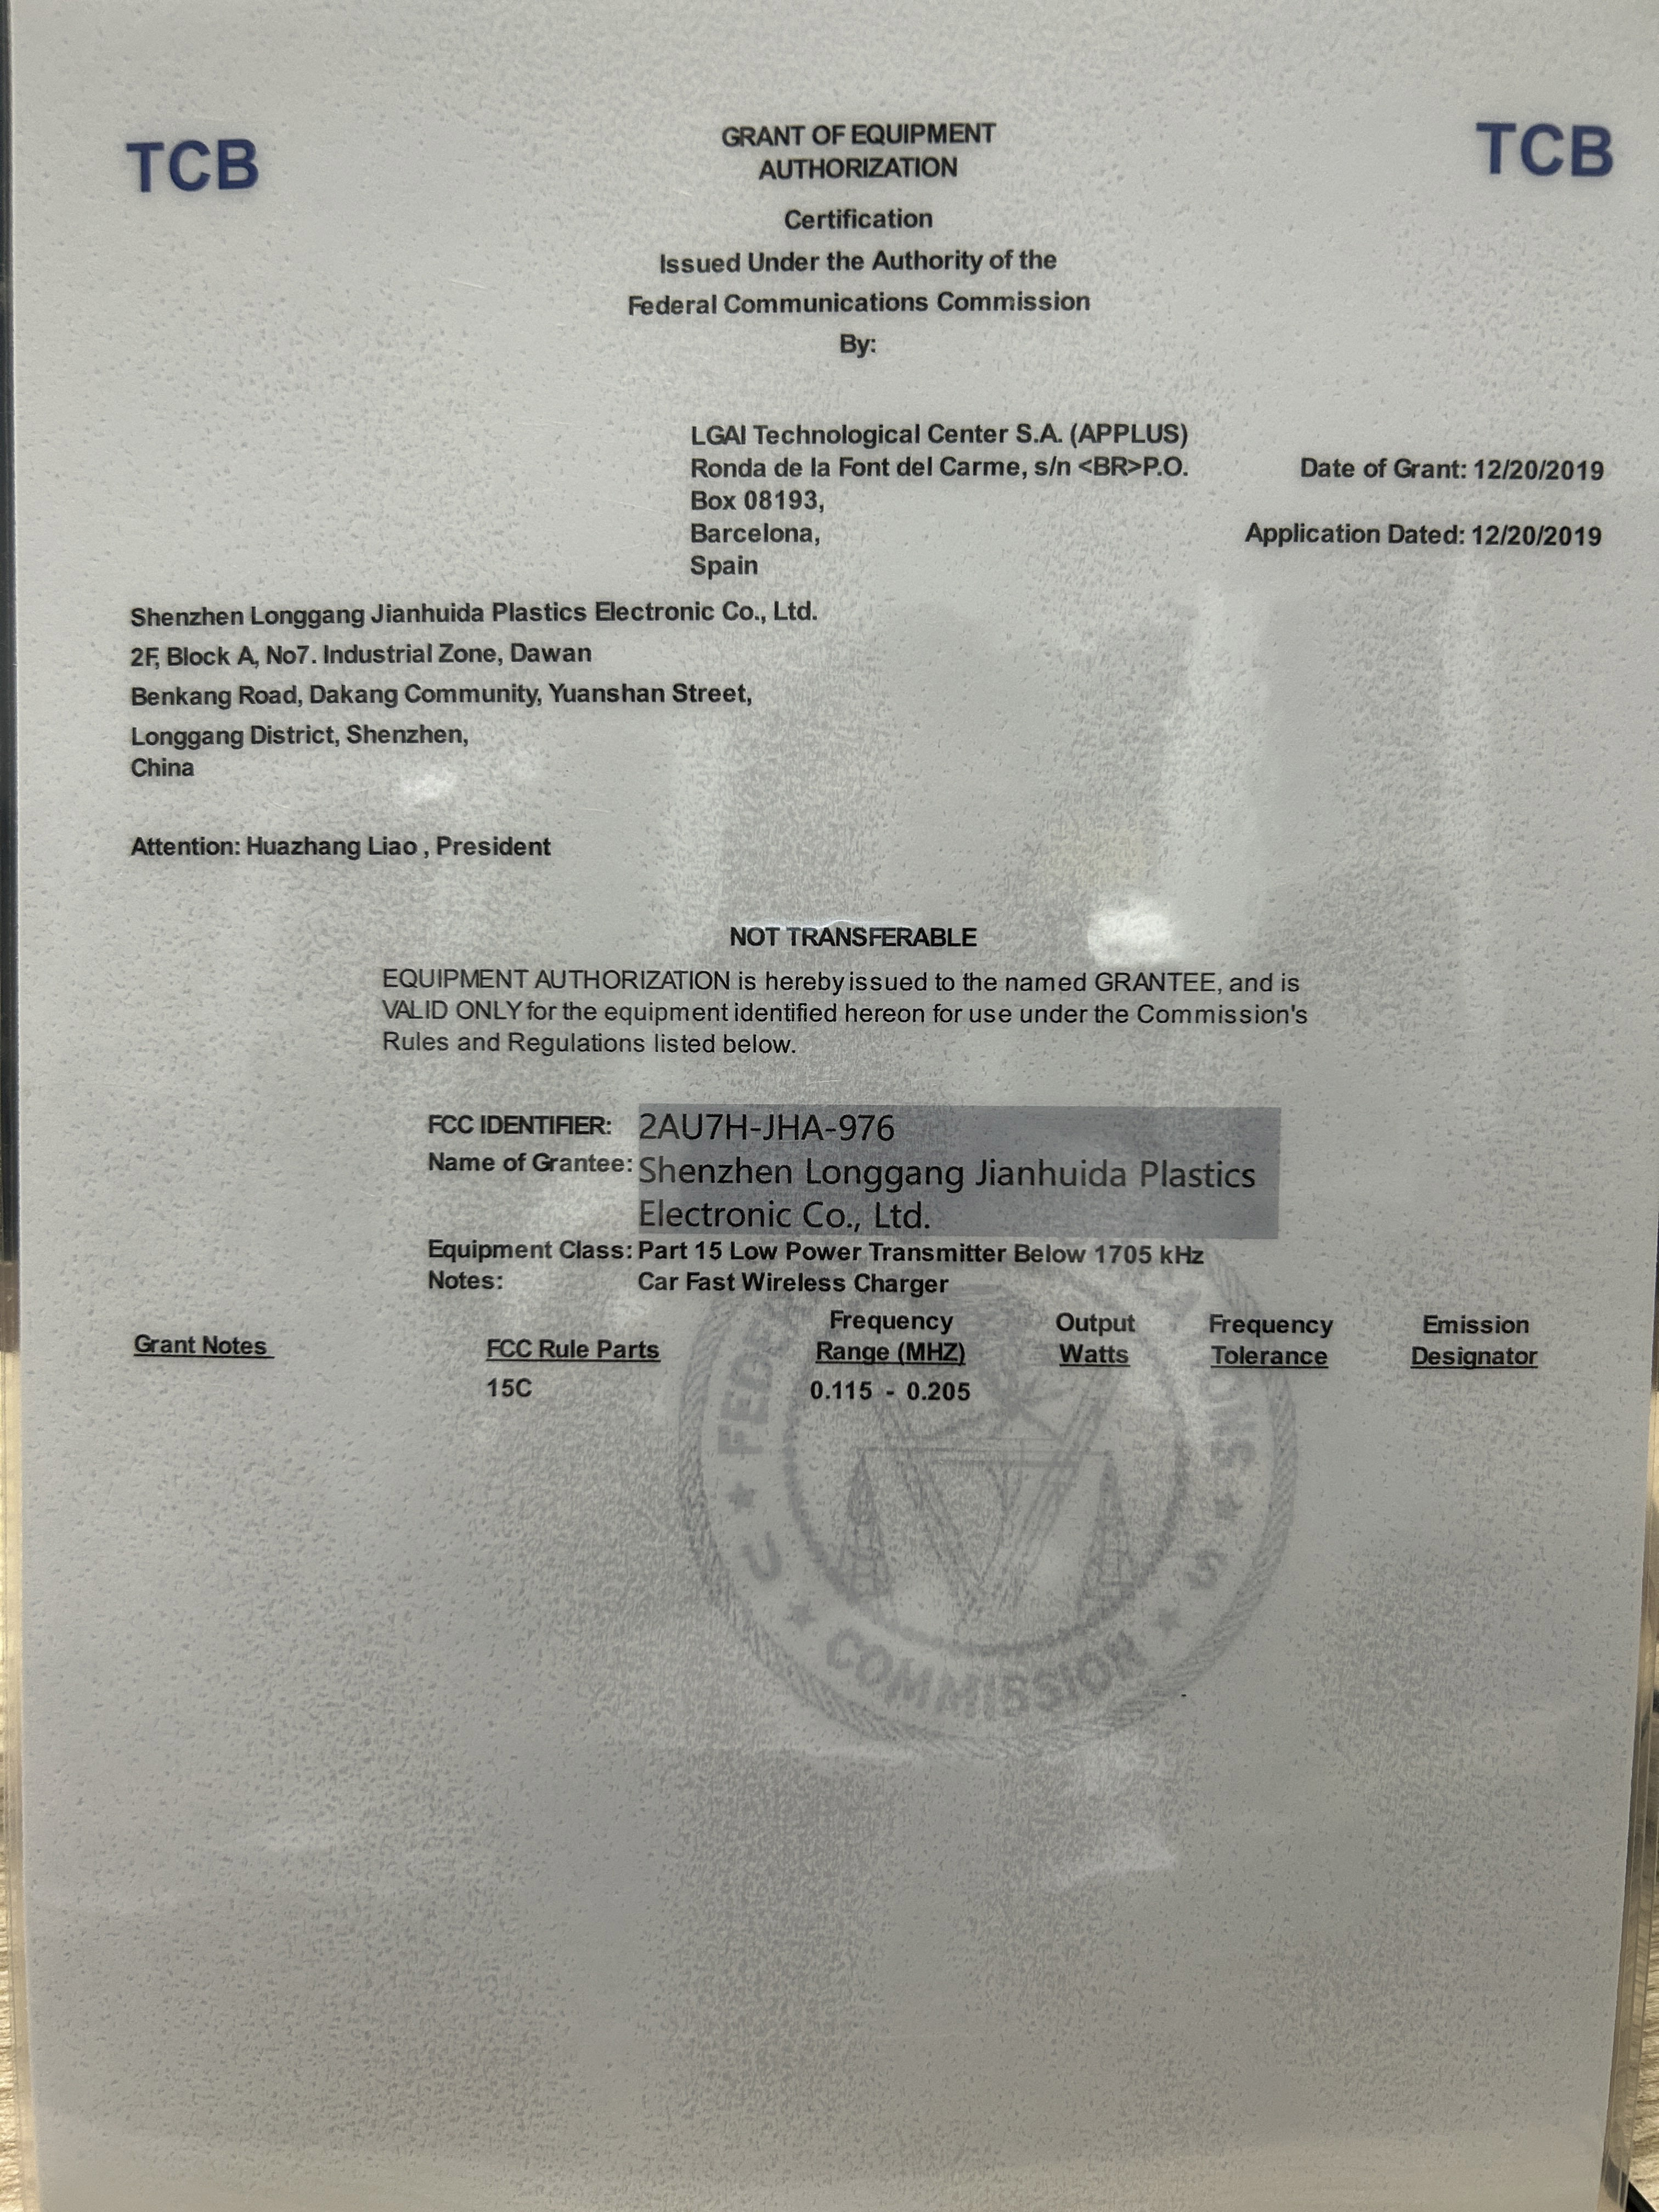 TCB
TCB
GRANT OF EQUIPMENT
AUTHORIZATION
Certification
Issued Under the Authority of the
Federal Communications Commission
By:
LGAI Technological Center S.A. (APPLUS)
Ronda de la Font del Carme, s/n <BR>P.O.
Box 08193,
Barcelona,
Spain
Date of Grant: 12/20/2019
Application Dated: 12/20/2019
Shenzhen Longgang Jianhuida Plastics Electronic Co., Ltd.
2F, Block A, No7. Industrial Zone, Dawan
Benkang Road, Dakang Community, Yuanshan Street,
Longgang District, Shenzhen,
China
Attention: Huazhang Liao , President
NOT TRANSFERABLE
EQUIPMENT AUTHORIZATION is hereby issued to the named GRANTEE, and is
VALID ONLY for the equipment identified hereon for use under the Commission's
Rules and Regulations listed below.
FCC IDENTIFIER: 2AU7H-JHA-976
Name of Grantee: Shenzhen Longgang Jianhuida Plastics
Electronic Co., Ltd.
Equipment Class: Part 15 Low Power Transmitter Below 1705 kHz
Notes: Car Fast Wireless Charger
Grant Notes
FCC Rule Parts
Frequency
Range (MHZ)
Output
Watts
Frequency
Tolerance
Emission
Designator
15C
0.115 - 0.205
COMMISSION
U S